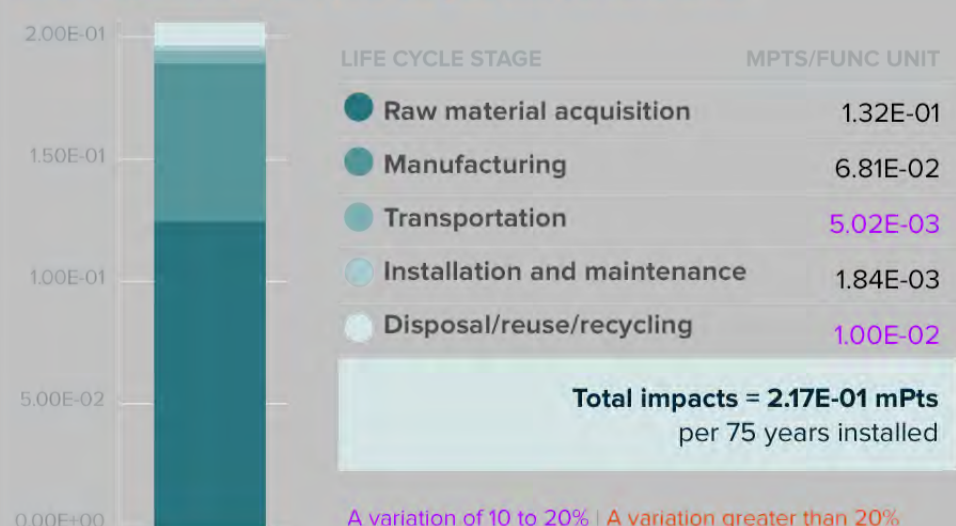 2.00E-01
1.50E-01
1.00E-01
5.00E-02
0.00E+00
LIFE CYCLE STAGE MPTS/FUNC UNIT
Raw material acquisition 1.32E-01
Manufacturing 6.81E-02
Transportation 5.02E-03
Installation and maintenance 1.84E-03
Disposal/reuse/recycling 1.00E-02
Total impacts = 2.17E-01 mPts
per 75 years installed
A variation of 10 to 20% | A variation greater than 20%